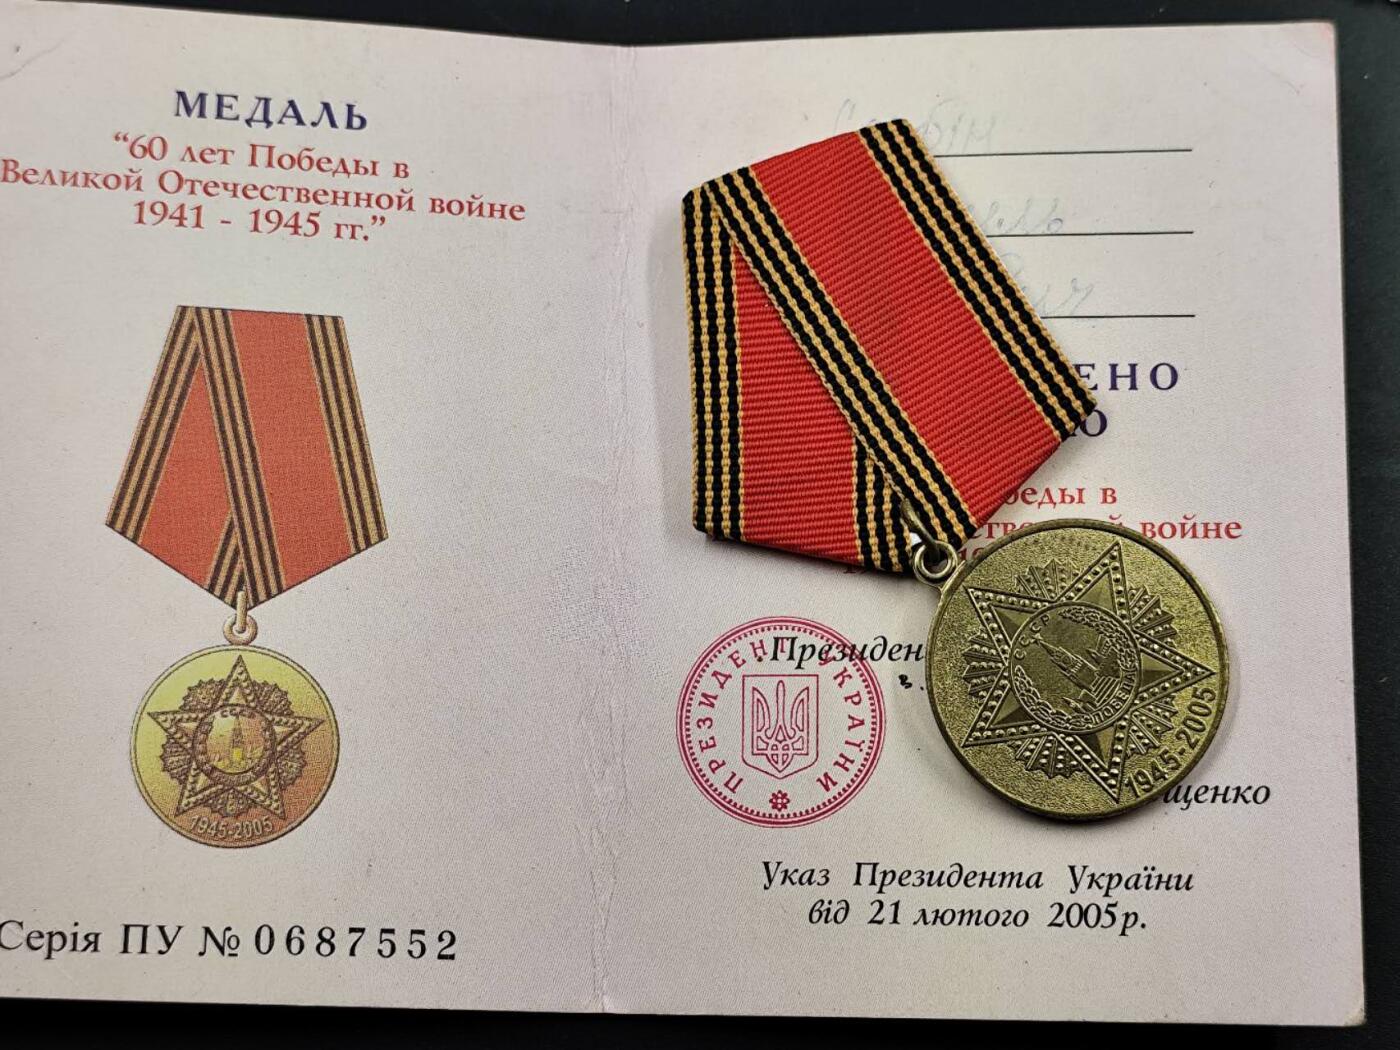 МЕДАЛЬ
“60 лет Победы в
Великой Отечественной войне
1941 - 1945 гг.”
1945-2005
Серія ПУ № 0687552
ЕНО
Ю
беды в
войне
Президен
в.
ПРЕЗИДЕНТ УКРАЇНИ
СССР
ПОБЕДА
1945-2005
щенко
Указ Президента України
від 21 лютого 2005р.